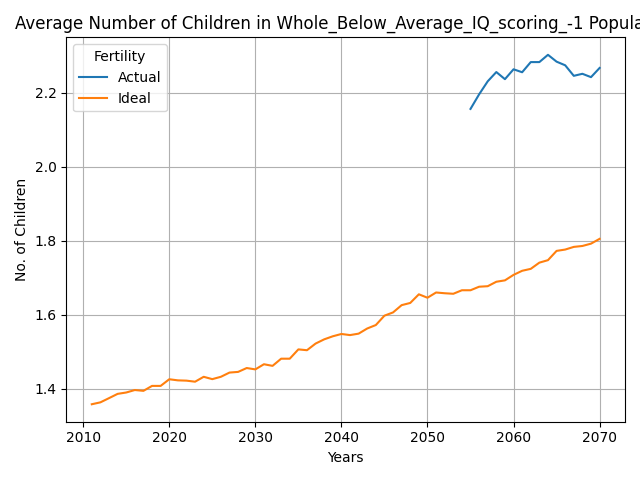 Average Number of Children in Whole_Below_Average_IQ_scoring_-1 Popula
Fertility
Actual
Ideal
2.2
2.0
1.8
1.6
1.4
No. of Children
2010 2020 2030 2040 2050 2060 2070
Years